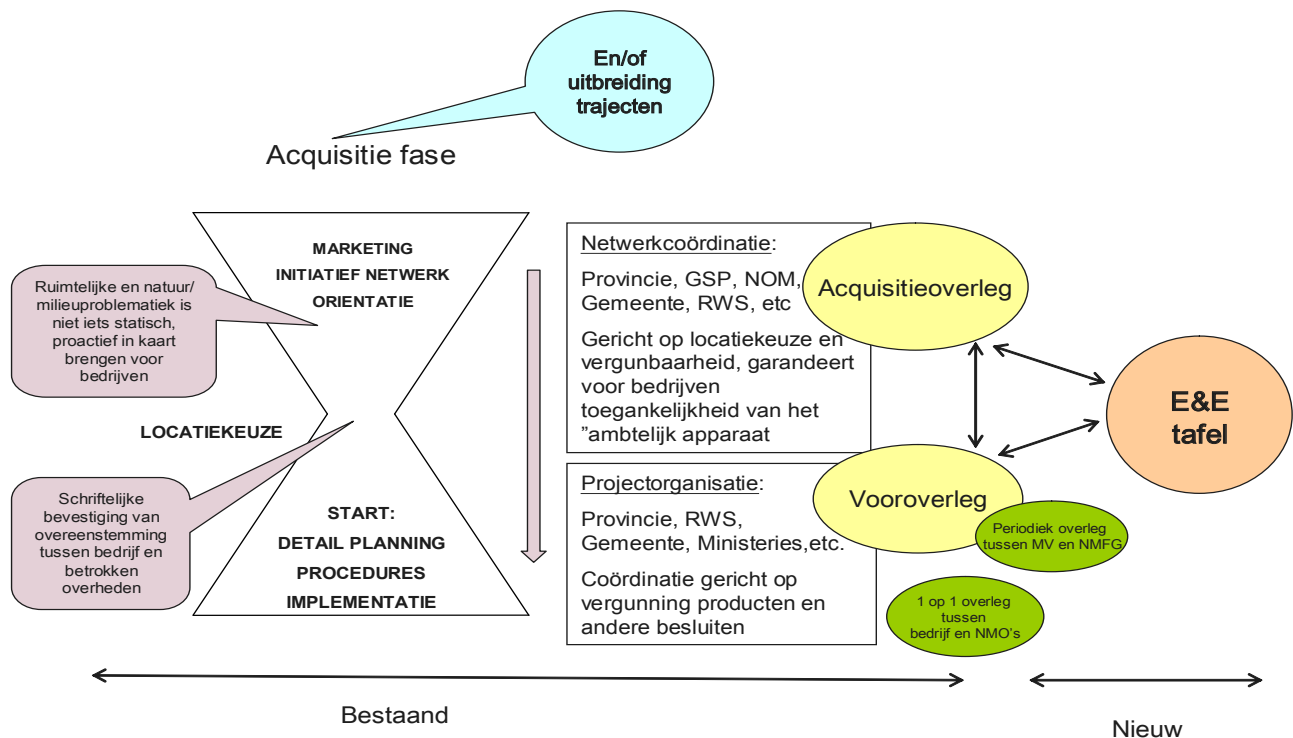 En/of
uitbreiding
trajecten
Acquisitie fase
MARKETING
INITIATIEF NETWERK
ORIENTATIE
Ruimtelijke en natuur/
milieuproblematiek is
niet iets statisch,
proactief in kaart
brengen voor
bedrijven
LOCATIEKEUZE
Schriftelijke
bevestiging van
overeenstemming
tussen bedrijf en
betrokken
overheden
START:
DETAIL PLANNING
PROCEDURES
IMPLEMENTATIE
Netwerkcoördinatie:
Provincie, GSP, NOM,
Gemeente, RWS, etc
Gericht op locatiekeuze en
vergunbaarheid, garandeert
voor bedrijven
toegankelijkheid van het
”ambtelijk apparaat
Projectorganisatie:
Provincie, RWS,
Gemeente, Ministeries,etc.
Coördinatie gericht op
vergunning producten en
andere besluiten
Acquisitieoverleg
Vooroverleg
Periodiek overleg
tussen MV en NMFG
1 op 1 overleg
tussen
bedrijf en NMO’s
E&E
tafel
Bestaand
Nieuw